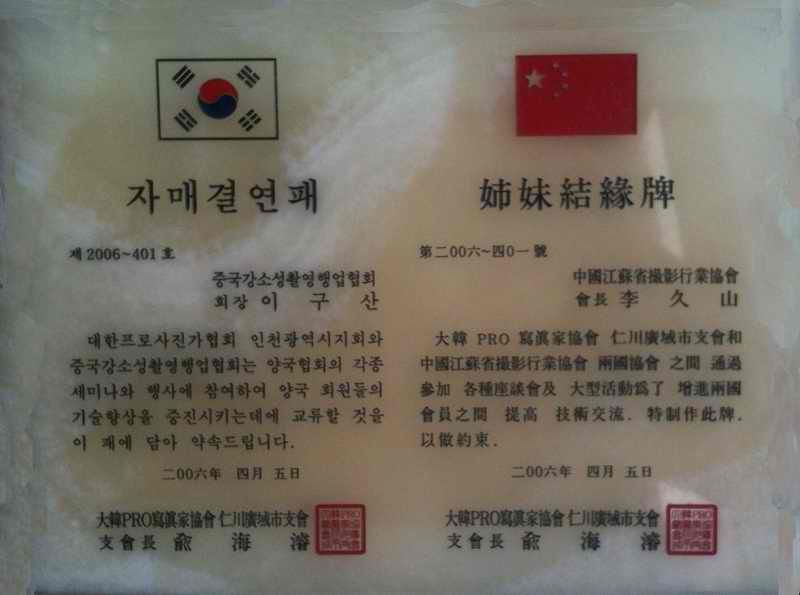 자매결연패
제 2006~401 호
중국강소성촬영행업협회
회장 이 구 산
대한프로사진가협회 인천광역시지회와
중국강소성촬영행업협회는 양국협회의 각종
세미나와 행사에 참여하여 양국 회원들의
기술향상을 증진시키는데에 교류할 것을
이 패에 담아 약속드립니다.
二00六年 四月 五日
大韓PRO寫眞家協會 仁川廣域市支會
支會長 兪 海 濬
姉妹結緣牌
第二00六~四0一號
中國江蘇省撮影行業協會
會長 李 久 山
大韓 PRO 寫眞家協會 仁川廣域市支會和
中國江蘇省撮影行業協會 兩國協會 之間 通過
參加 各種座談會及 大型活動爲了 增進兩國
會員之間 提高 技術交流. 特制作此牌.
以做約束.
二00六年 四月 五日
大韓PRO寫眞家協會 仁川廣域市支會
支會長 兪 海 濬